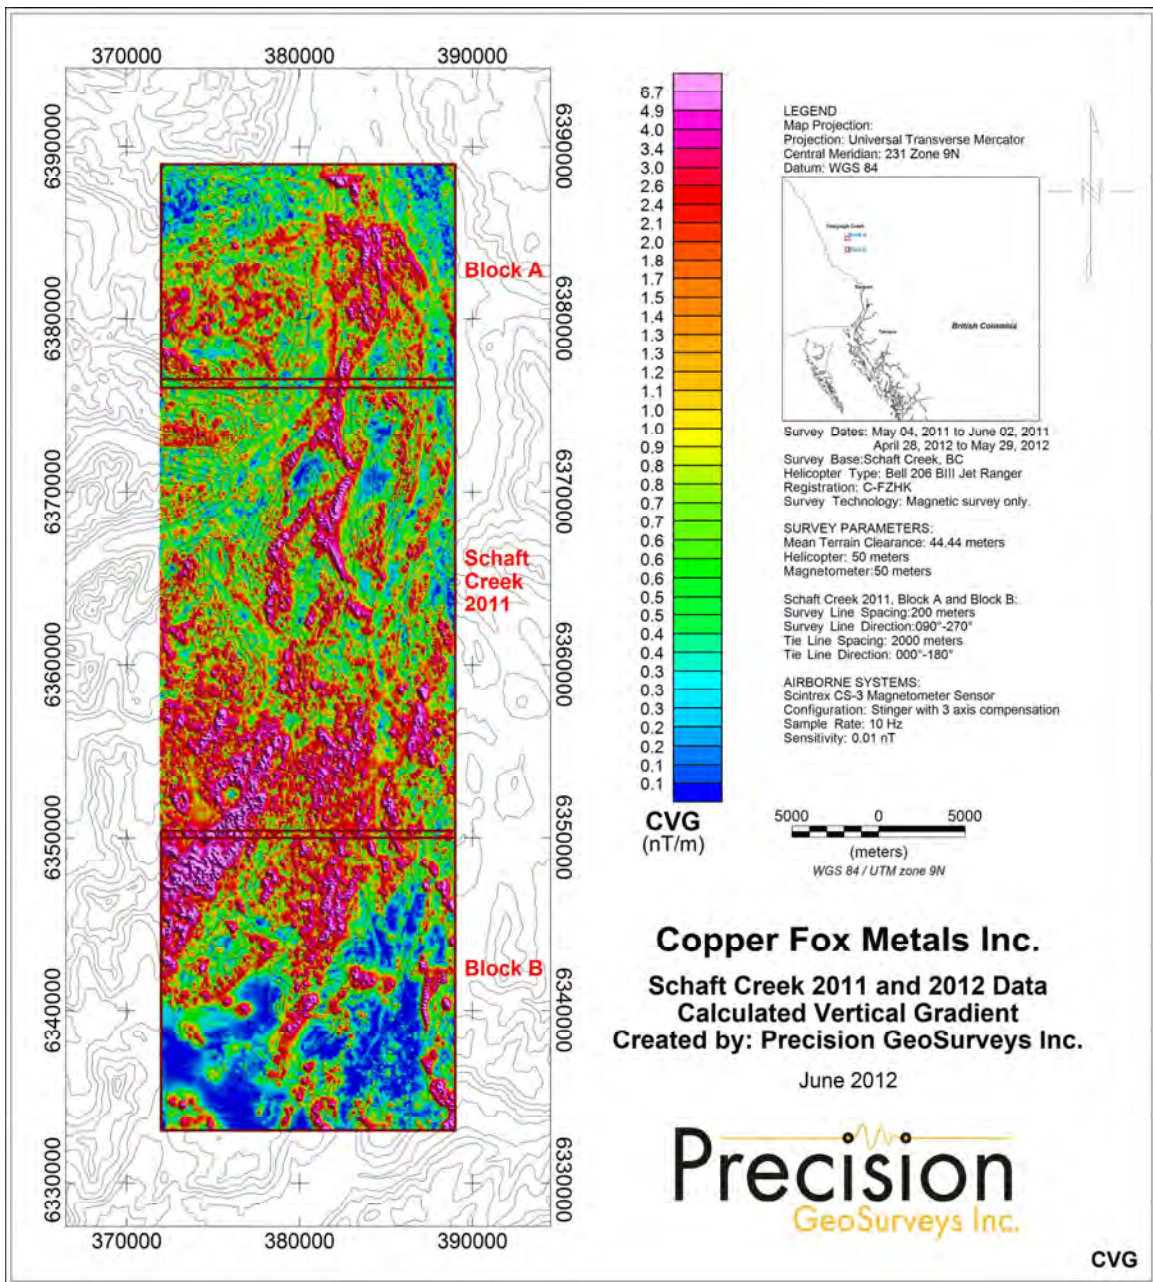 370000 380000 390000
6390000
6390000
6380000
6380000
6370000
6370000
6360000
6360000
6350000
6350000
6340000
6340000
6330000
6330000
370000 380000 390000
Block A
Schaft
Creek
2011
Block B
6.7
4.9
4.0
3.4
3.0
2.6
2.4
2.1
2.0
1.8
1.7
1.5
1.4
1.3
1.3
1.2
1.1
1.0
0.9
0.8
0.8
0.7
0.7
0.6
0.6
0.5
0.5
0.4
0.4
0.3
0.3
0.3
0.2
0.2
0.1
0.1
CVG
(nT/m)
LEGEND
Map Projection:
Projection: Universal Transverse Mercator
Central Meridian: 231 Zone 9N
Datum: WGS 84
Telegraph Creek
British Columbia
Survey Dates: May 04, 2011 to June 02, 2011
April 28, 2012 to May 29, 2012
Survey Base:Schaft Creek, BC
Helicopter Type: Bell 206 BIII Jet Ranger
Registration: C-FZHK
Survey Technology: Magnetic survey only.
SURVEY PARAMETERS:
Mean Terrain Clearance: 44.44 meters
Helicopter: 50 meters
Magnetometer:50 meters
Schaft Creek 2011, Block A and Block B:
Survey Line Spacing:200 meters
Survey Line Direction:090°-270°
Tie Line Spacing: 2000 meters
Tie Line Direction: 000°-180°
AIRBORNE SYSTEMS:
Scintrex CS-3 Magnetometer Sensor
Configuration: Stinger with 3 axis compensation
Sample Rate: 10 Hz
Sensitivity: 0.01 nT
5000 0 5000
(meters)
WGS 84 / UTM zone 9N
Copper Fox Metals Inc.
Schaft Creek 2011 and 2012 Data
Calculated Vertical Gradient
Created by: Precision GeoSurveys Inc.
June 2012
Precision
GeoSurveys Inc.
CVG